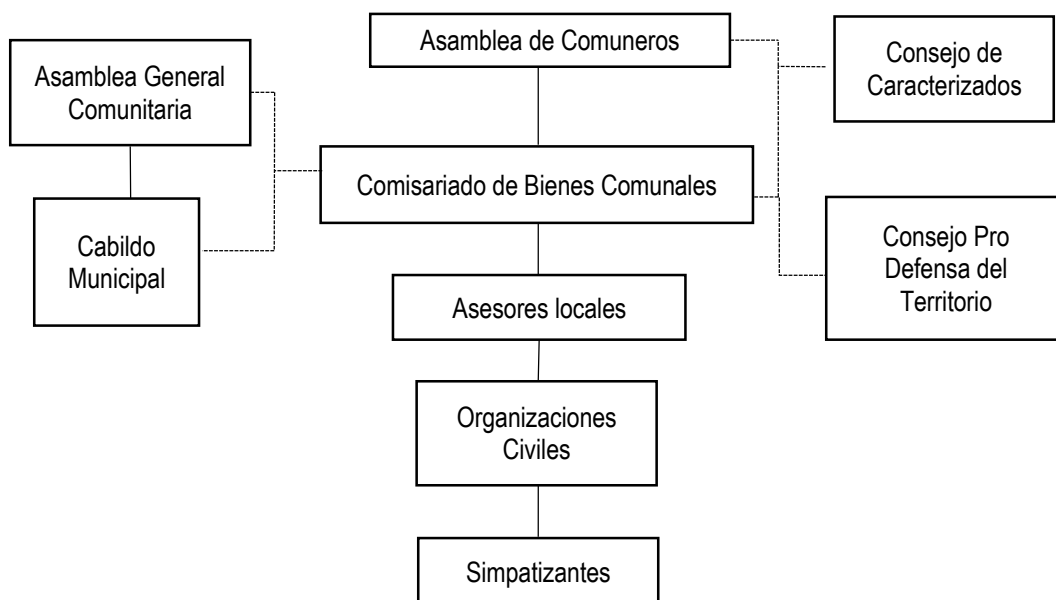 Asamblea de Comuneros
Asamblea General
Comunitaria
Consejo de
Caracterizados
Comisariado de Bienes Comunales
Cabildo
Municipal
Consejo Pro
Defensa del
Territorio
Asesores locales
Organizaciones
Civiles
Simpatizantes